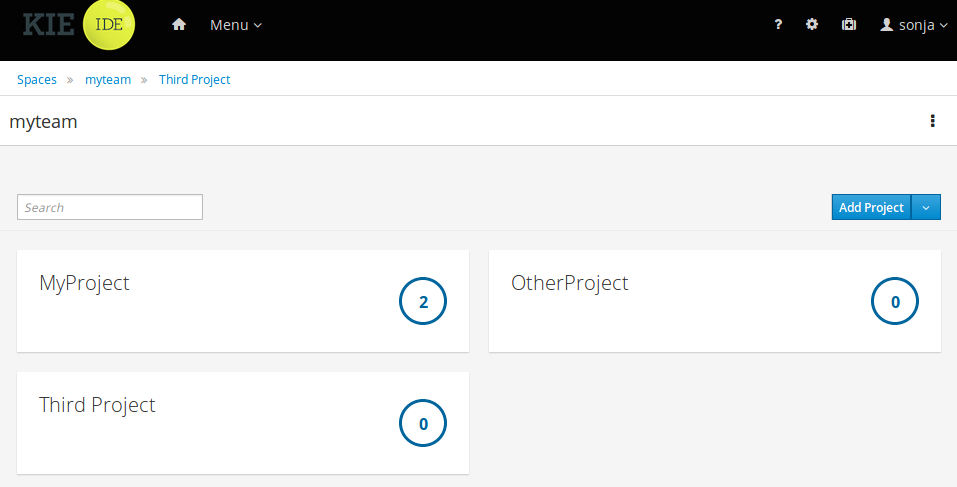 KIE IDE Menu ? sonja
Spaces » myteam » Third Project
myteam
Search Add Project
MyProject 2 OtherProject 0
Third Project 0